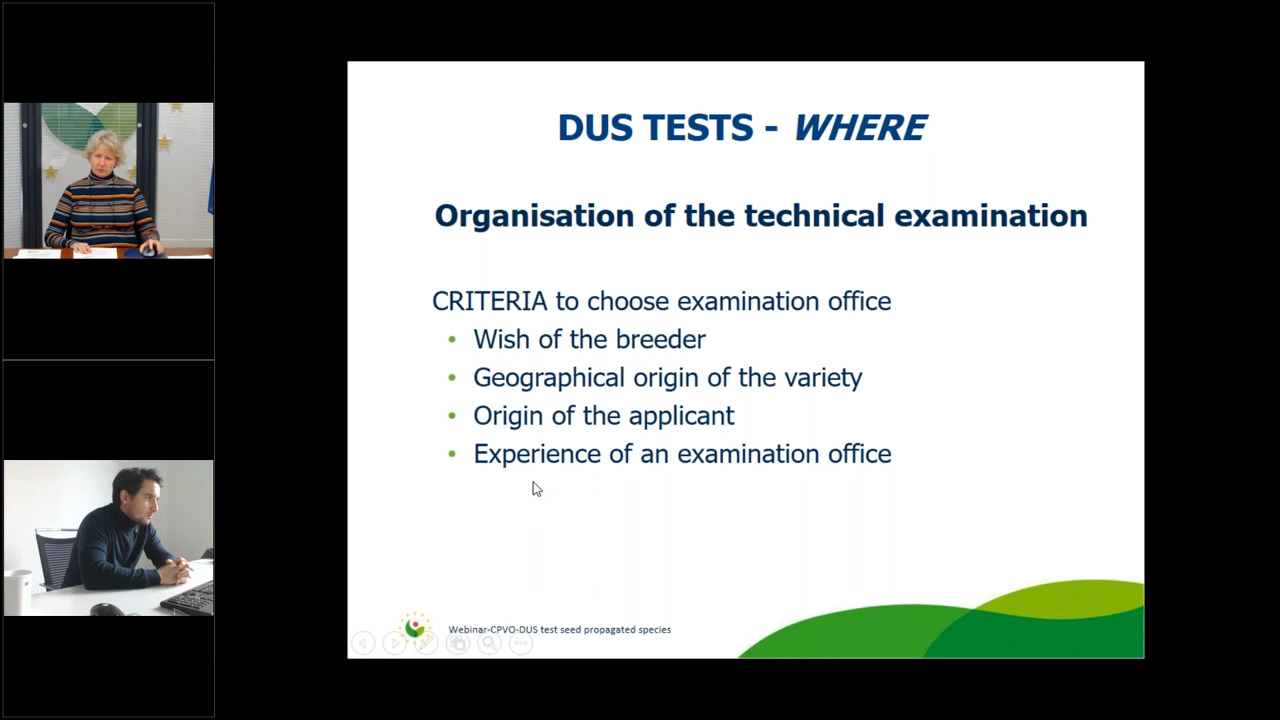 DUS TESTS - WHERE
Organisation of the technical examination
CRITERIA to choose examination office
• Wish of the breeder
• Geographical origin of the variety
• Origin of the applicant
• Experience of an examination office
Webinar-CPVO-DUS test seed propagated species